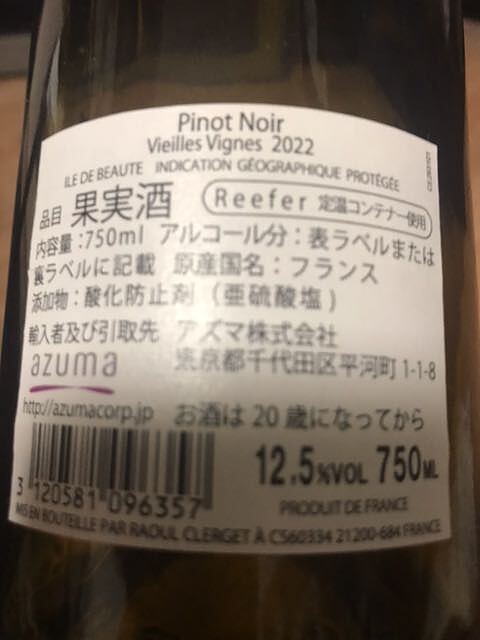 Pinot Noir
Vieilles Vignes 2022
ILE DE BEAUTE INDICATION GÉOGRAPHIQUE PROTÉGÉE
品目 果実酒 Reefer 定温コンテナー使用
内容量:750ml アルコール分:表ラベルまたは
裏ラベルに記載 原産国名:フランス
添加物:酸化防止剤(亜硫酸塩)
輸入者及び引取先 アズマ株式会社
azuma 東京都千代田区平河町1-1-8
http://azumacorp.jp お酒は20歳になってから
12.5%VOL 750ML
3 120581 096357
PRODUIT DE FRANCE
MIS EN BOUTEILLE PAR RAOUL CLERGET À C560334 21200-684 FRANCE